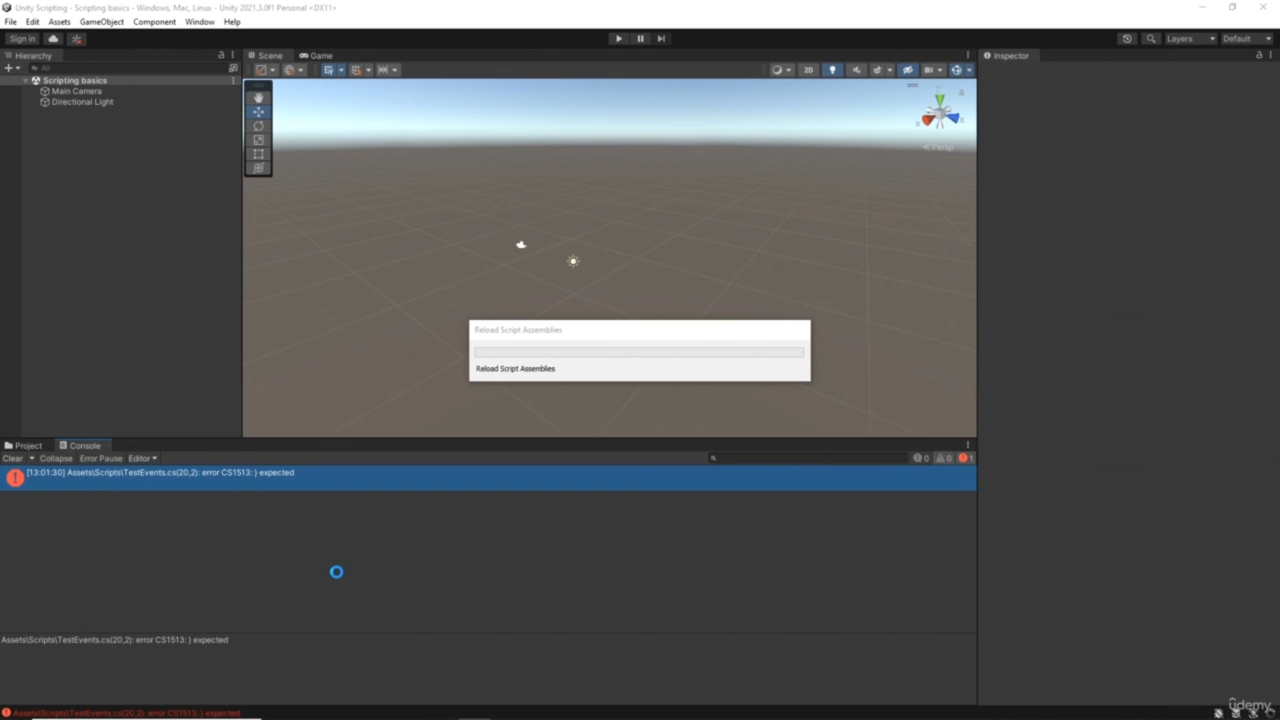 Unity Scripting - Scripting basics - Windows, Mac, Linux - Unity 2021.3.0f1 Personal <DX11>
File Edit Assets GameObject Component Window Help
Sign in
Layers
Default
Hierarchy
Scene
Game
Inspector
All
2D
Scripting basics
Main Camera
Directional Light
Persp
Reload Script Assemblies
Reload Script Assemblies
Project
Console
Clear Collapse Error Pause Editor
0 0 1
[13:01:30] Assets\Scripts\TestEvents.cs(20,2): error CS1513: } expected
Assets\Scripts\TestEvents.cs(20,2): error CS1513: } expected
Assets\Scripts\TestEvents.cs(20,2): error CS1513: } expected
ûdemy